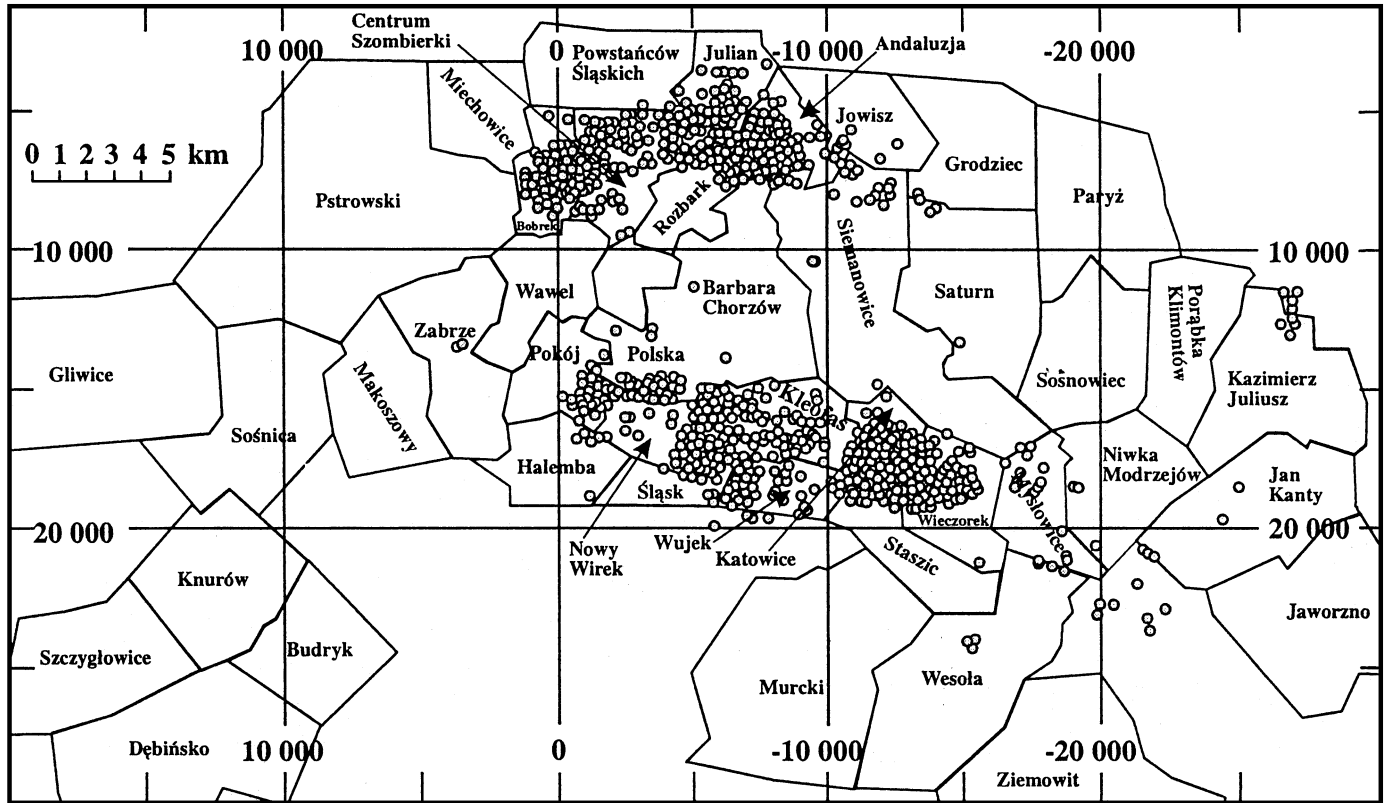 Centrum
Szombierki
10 000
0
-10 000
-20 000
Powstańców
Śląskich
Julian
Andaluzja
Miechowice
Jowisz
0 1 2 3 4 5 km
Grodziec
Pstrowski
Rozbark
Paryż
Bobrek
Siemianowice
10 000
10 000
Wawel
Barbara
Chorzów
Saturn
Porąbka
Klimontów
Zabrze
Pokój
Polska
Gliwice
Makoszowy
Kleofas
Sośnowiec
Kazimierz
Juliusz
Sośnica
Halemba
Niwka
Modrzejów
Jan
Kanty
Śląsk
Mysłowice
Wieczorek
20 000
20 000
Nowy
Wirek
Wujek
Katowice
Staszic
Knurów
Jaworzno
Szczygłowice
Budryk
Murcki
Wesoła
Dębińsko
10 000
0
-10 000
-20 000
Ziemowit